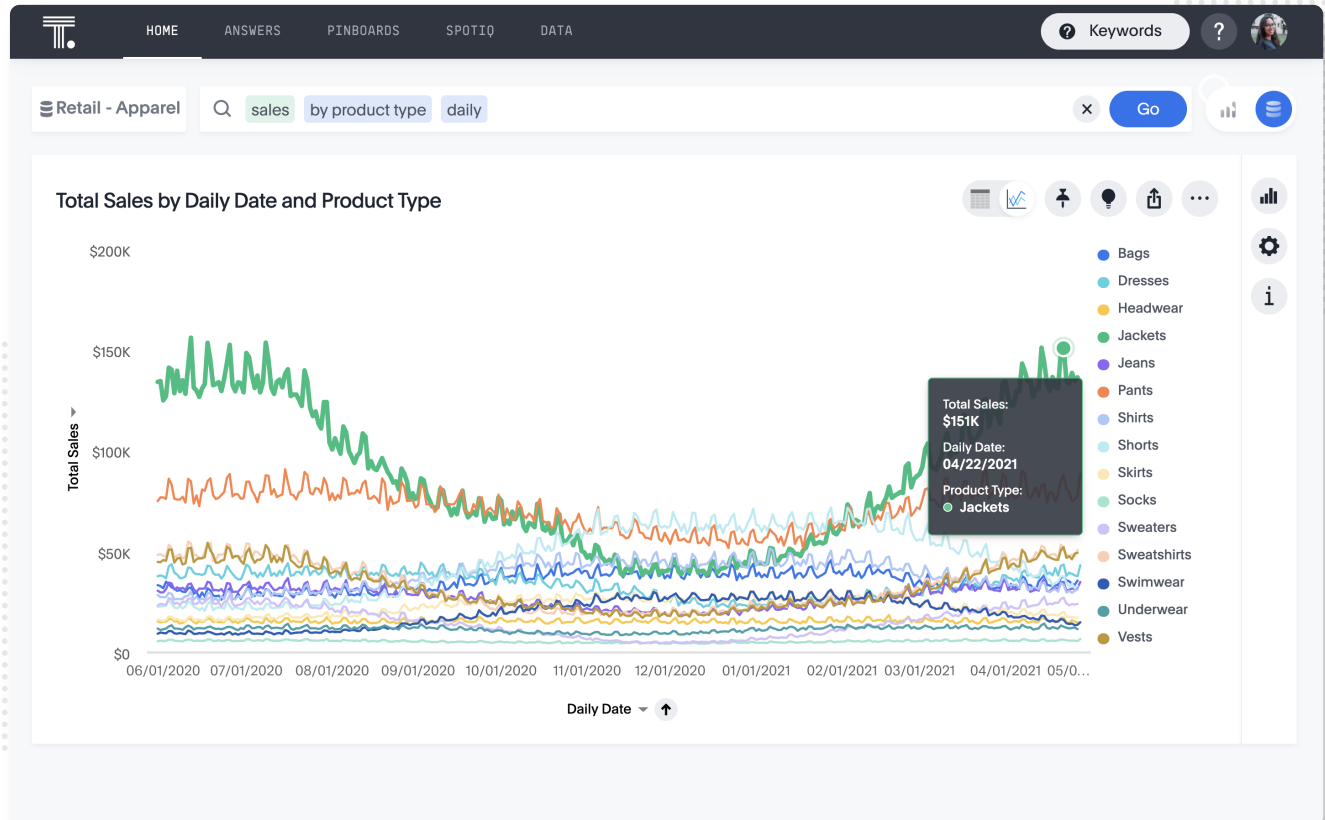 HOME ANSWERS PINBOARDS SPOTIQ DATA
? Keywords ?
Retail - Apparel sales by product type daily Go
Total Sales by Daily Date and Product Type
$200K
$150K
$100K
$50K
$0
Total Sales
Total Sales:
$151K
Daily Date:
04/22/2021
Product Type:
Jackets
Bags
Dresses
Headwear
Jackets
Jeans
Pants
Shirts
Shorts
Skirts
Socks
Sweaters
Sweatshirts
Swimwear
Underwear
Vests
06/01/2020 07/01/2020 08/01/2020 09/01/2020 10/01/2020 11/01/2020 12/01/2020 01/01/2021 02/01/2021 03/01/2021 04/01/2021 05/0...
Daily Date